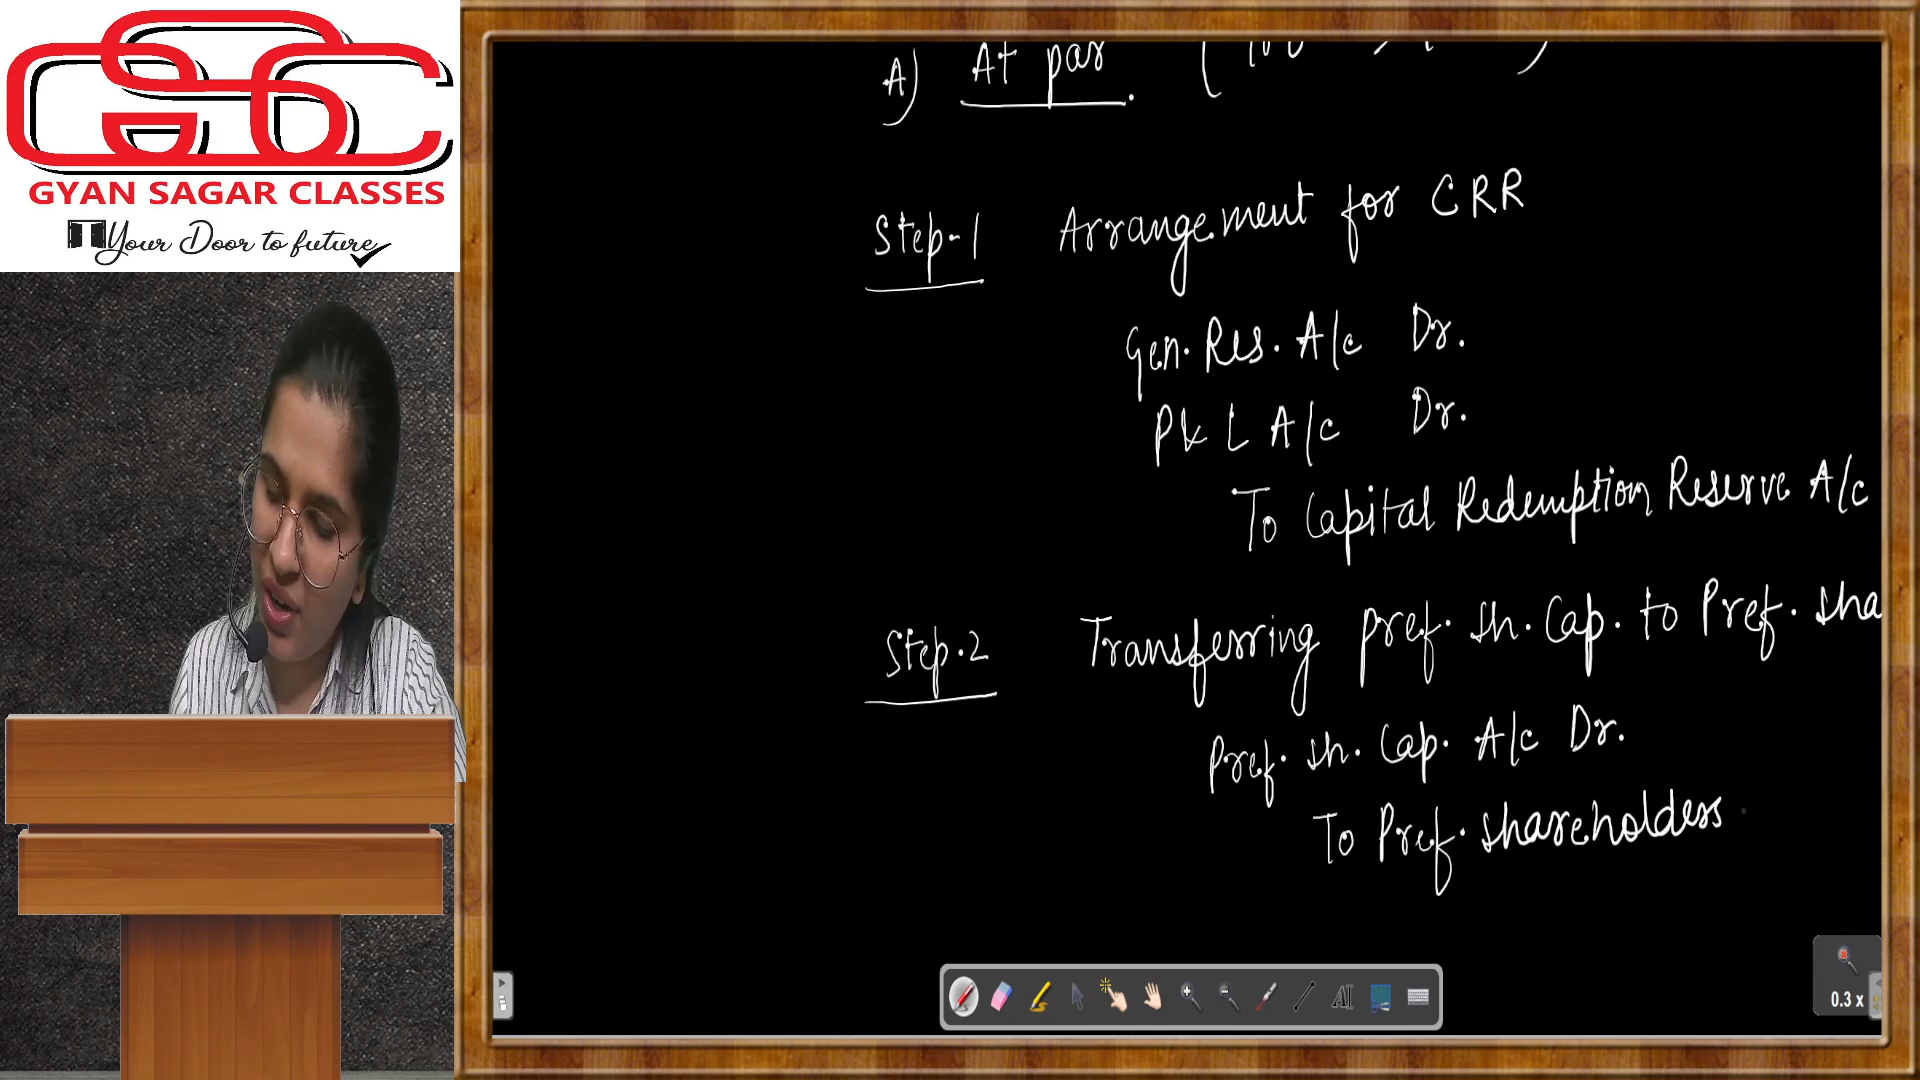 GYAN SAGAR CLASSES
Your Door to future
A) At par.
Step-1 Arrangement for CRR
Gen. Res. A/c Dr.
P & L A/c Dr.
To Capital Redemption Reserve A/c
Step.2 Transferring pref. sh. Cap. to Pref. sha
Pref. sh. Cap. A/c Dr.
To Pref. shareholders
0.3 x